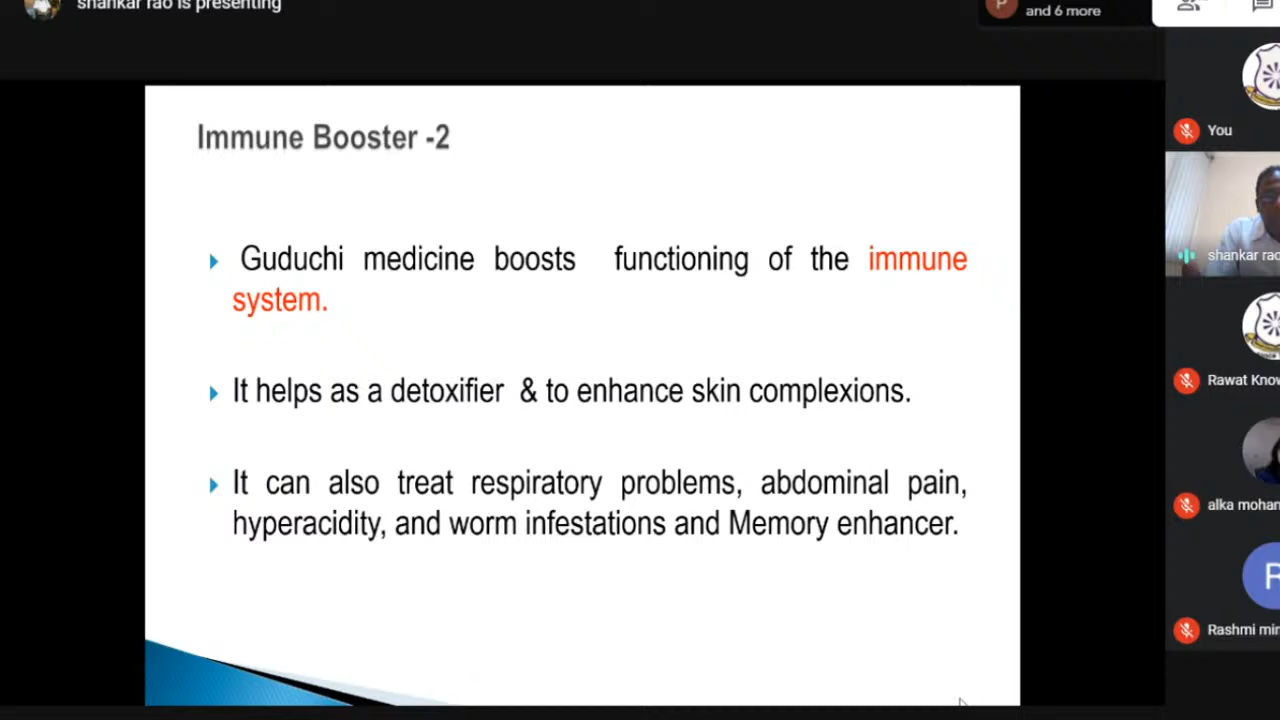 shankar rao is presenting
P
and 6 more
Immune Booster -2
Guduchi medicine boosts functioning of the immune
system.
It helps as a detoxifier & to enhance skin complexions.
It can also treat respiratory problems, abdominal pain,
hyperacidity, and worm infestations and Memory enhancer.
You
shankar rao
Rawat Know
alka mohan
R
Rashmi min